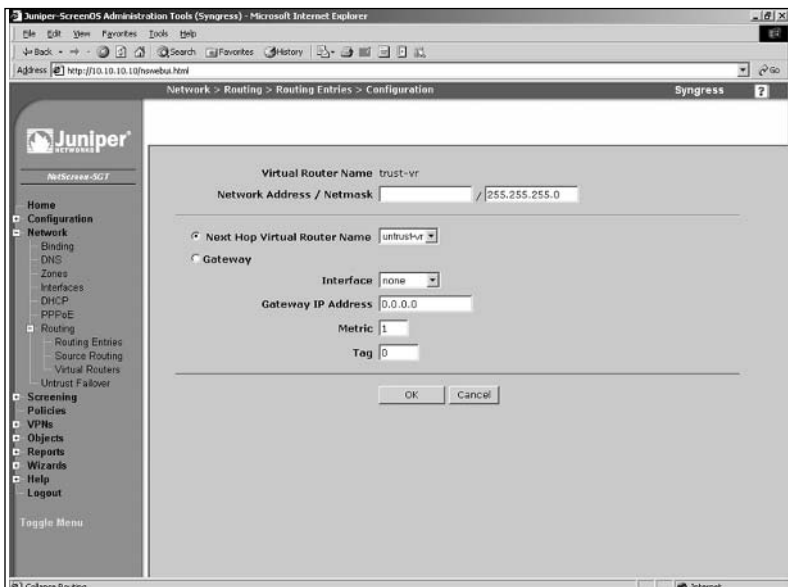 Juniper-ScreenOS Administration Tools (Syngress) - Microsoft Internet Explorer
File Edit View Favorites Tools Help
Back Search Favorites History
Address http://10.10.10.10/nswebui.html Go
Network > Routing > Routing Entries > Configuration Syngress ?
Juniper
NETWORKS
NetScreen-5GT
Home
Configuration
Network
Binding
DNS
Zones
Interfaces
DHCP
PPPoE
Routing
Routing Entries
Source Routing
Virtual Routers
Untrust Failover
Screening
Policies
VPNs
Objects
Reports
Wizards
Help
Logout
Toggle Menu
Virtual Router Name trust-vr
Network Address / Netmask / 255.255.255.0
Next Hop Virtual Router Name untrust-vr
Gateway
Interface none
Gateway IP Address 0.0.0.0
Metric 1
Tag 0
OK Cancel
Collapse Routing Internet